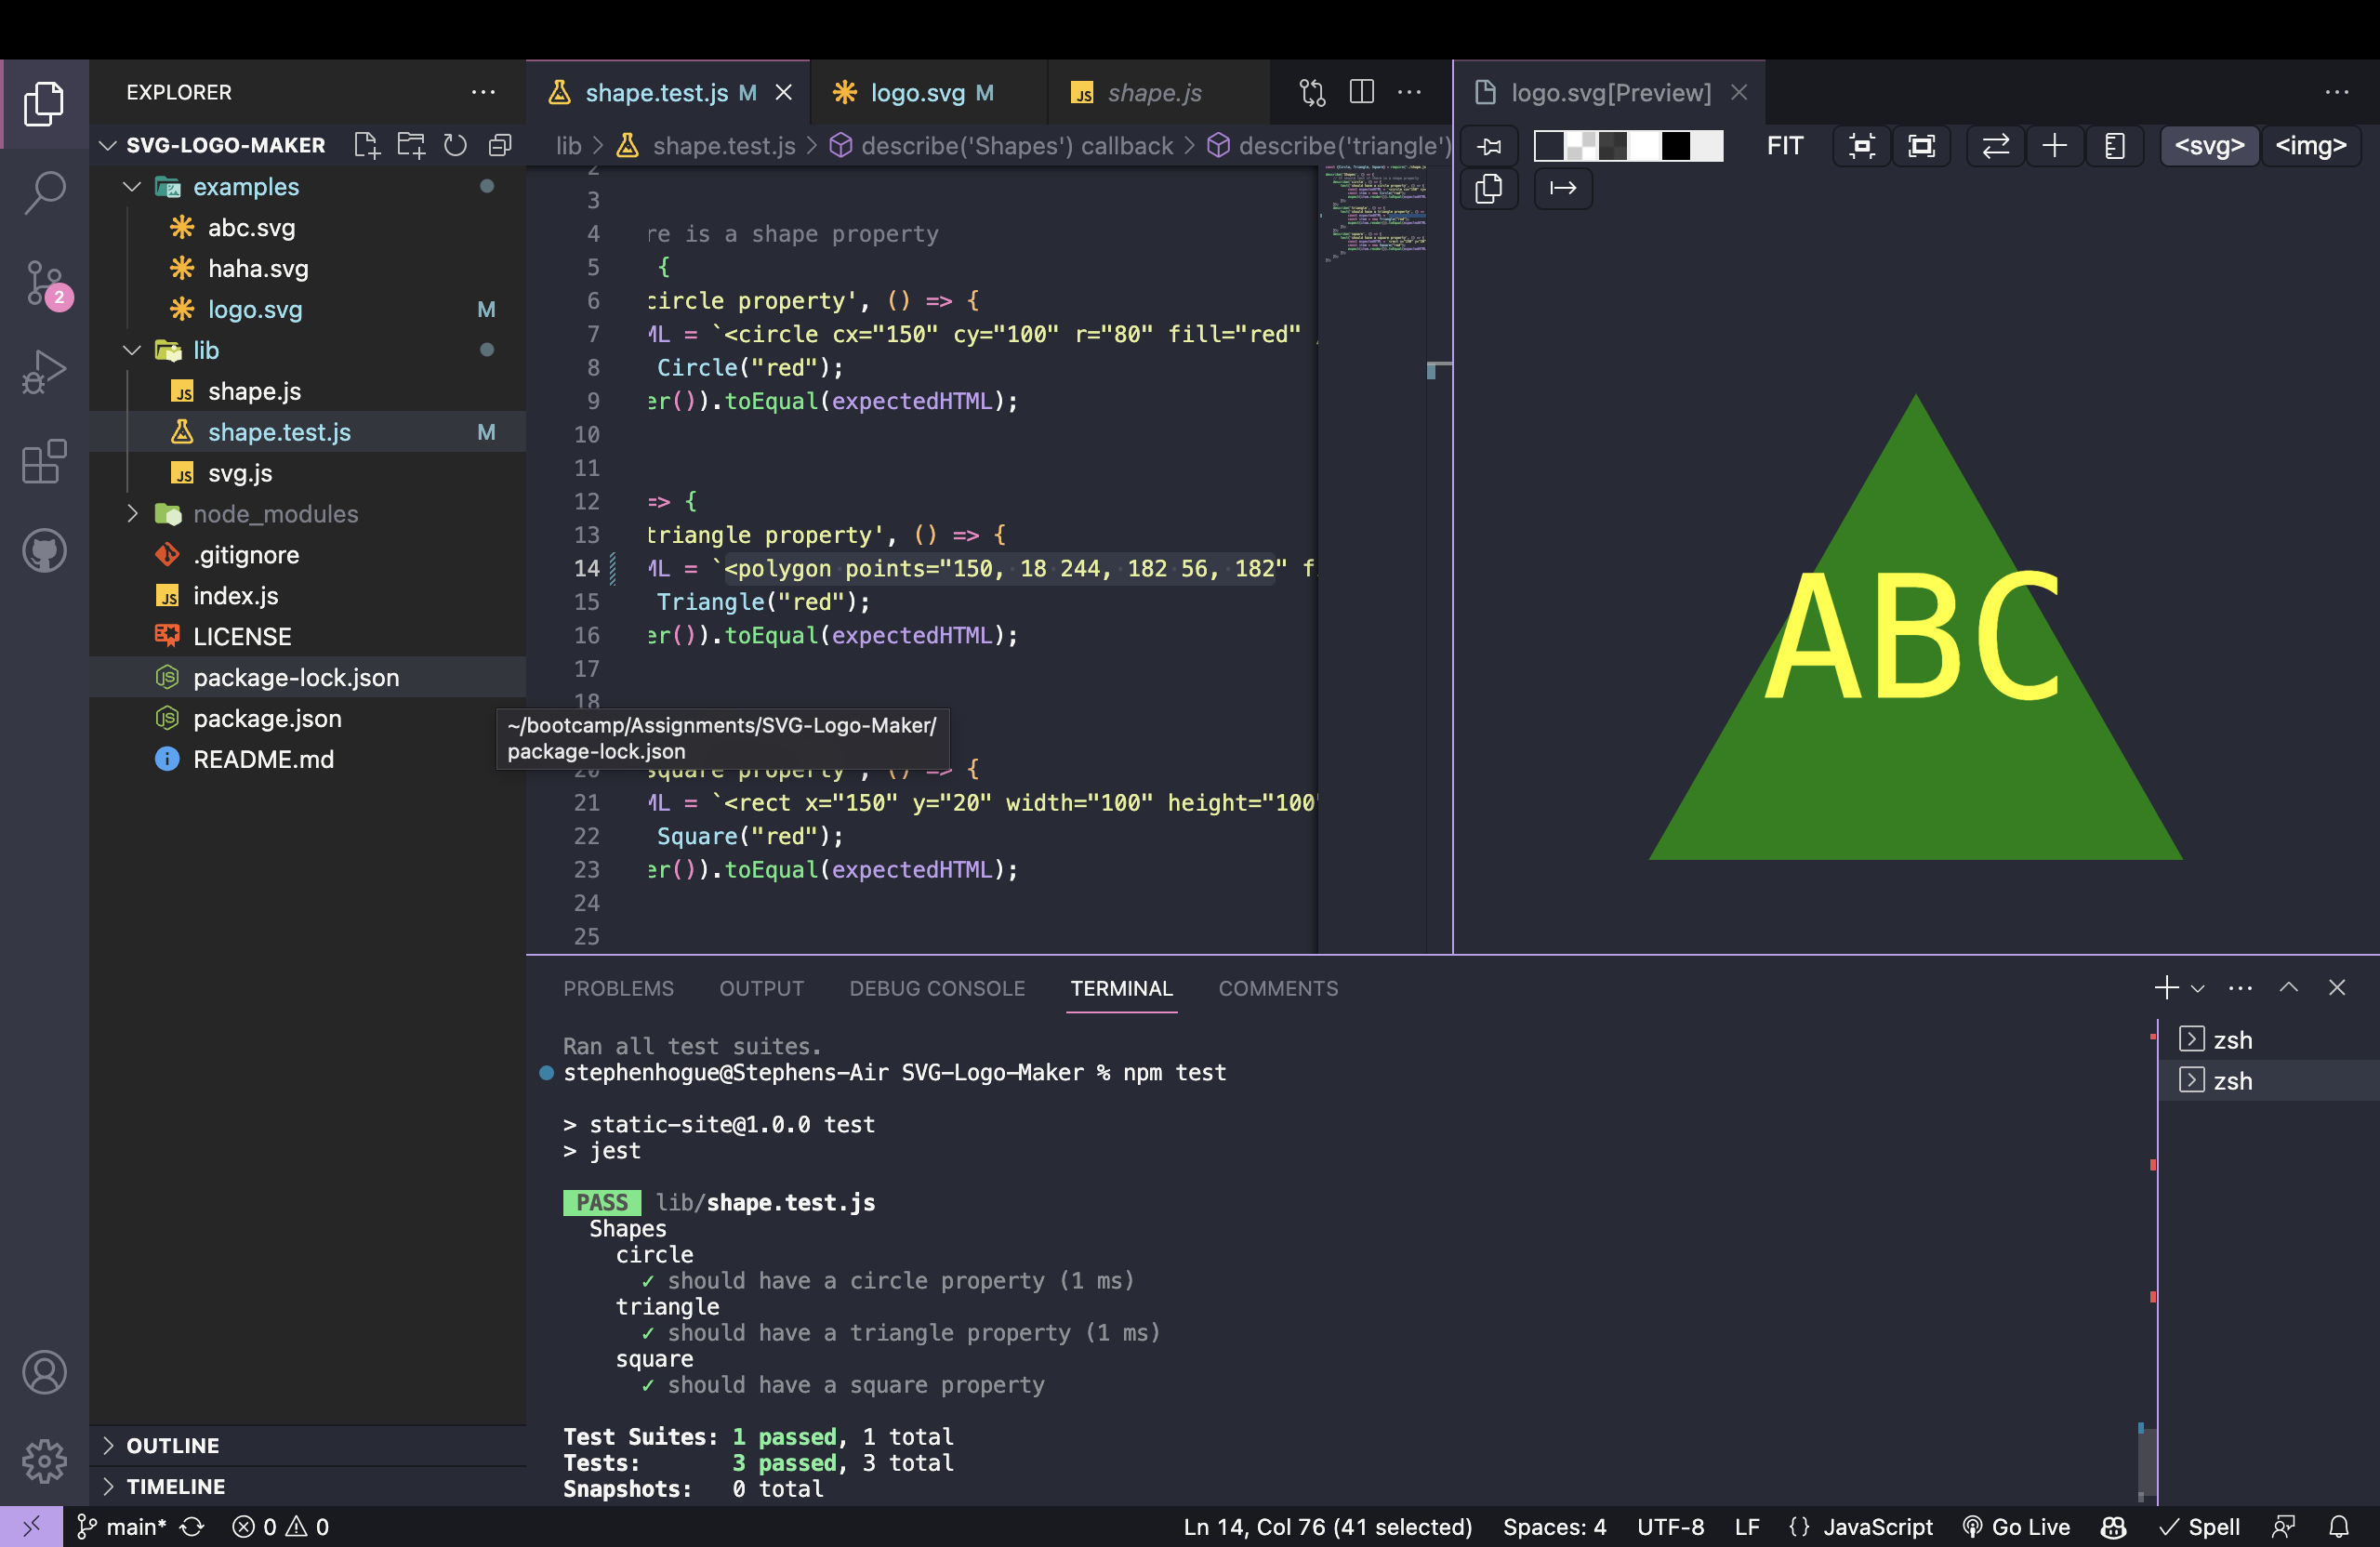 EXPLORER
SVG-LOGO-MAKER
examples
abc.svg
haha.svg
logo.svg M
lib
shape.js
shape.test.js M
svg.js
node_modules
.gitignore
index.js
LICENSE
package-lock.json
package.json
README.md
OUTLINE
TIMELINE
2
shape.test.js M
logo.svg M
shape.js
lib > shape.test.js > describe('Shapes') callback > describe('triangle')
2
3
4 re is a shape property
5 {
6 circle property', () => {
7 ML = `<circle cx="150" cy="100" r="80" fill="red"
8 Circle("red");
9 er()).toEqual(expectedHTML);
10
11
12 => {
13 triangle property', () => {
14 ML = `<polygon points="150, 18 244, 182 56, 182" f
15 Triangle("red");
16 er()).toEqual(expectedHTML);
17
18
~/bootcamp/Assignments/SVG-Logo-Maker/
package-lock.json
20 square property', () => {
21 ML = `<rect x="150" y="20" width="100" height="100"
22 Square("red");
23 er()).toEqual(expectedHTML);
24
25
logo.svg[Preview]
FIT <svg> <img>
ABC
PROBLEMS OUTPUT DEBUG CONSOLE TERMINAL COMMENTS
Ran all test suites.
stephenhogue@Stephens-Air SVG-Logo-Maker % npm test
> static-site@1.0.0 test
> jest
PASS lib/shape.test.js
Shapes
circle
✓ should have a circle property (1 ms)
triangle
✓ should have a triangle property (1 ms)
square
✓ should have a square property
Test Suites: 1 passed, 1 total
Tests: 3 passed, 3 total
Snapshots: 0 total
zsh
zsh
main* 0 0 Ln 14, Col 76 (41 selected) Spaces: 4 UTF-8 LF {} JavaScript Go Live Spell